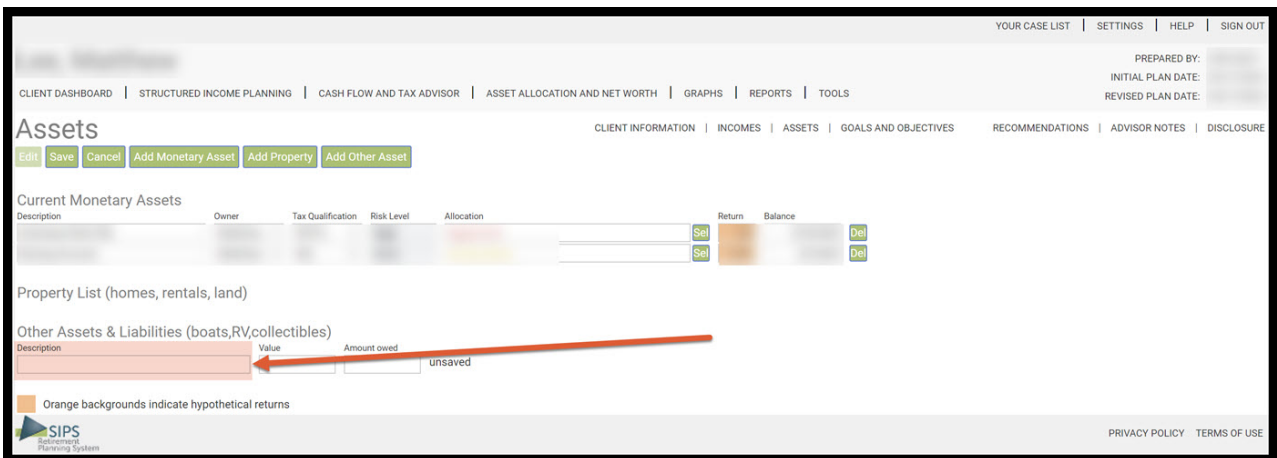 YOUR CASE LIST | SETTINGS | HELP | SIGN OUT
PREPARED BY:
INITIAL PLAN DATE:
REVISED PLAN DATE:
CLIENT DASHBOARD | STRUCTURED INCOME PLANNING | CASH FLOW AND TAX ADVISOR | ASSET ALLOCATION AND NET WORTH | GRAPHS | REPORTS | TOOLS
Assets
CLIENT INFORMATION | INCOMES | ASSETS | GOALS AND OBJECTIVES RECOMMENDATIONS | ADVISOR NOTES | DISCLOSURE
Edit Save Cancel Add Monetary Asset Add Property Add Other Asset
Current Monetary Assets
Description Owner Tax Qualification Risk Level Allocation Return Balance
Sel Del
Sel Del
Property List (homes, rentals, land)
Other Assets & Liabilities (boats,RV,collectibles)
Description Value Amount owed
unsaved
Orange backgrounds indicate hypothetical returns
SIPS
Retirement
Planning System
PRIVACY POLICY TERMS OF USE